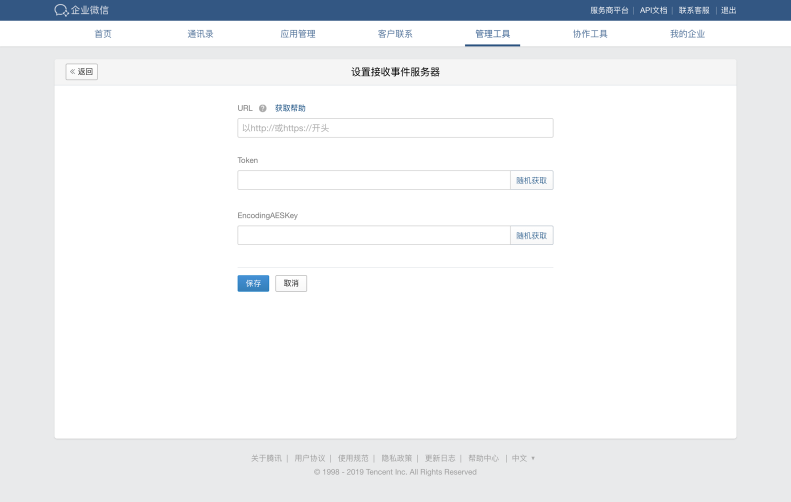 企业微信
服务商平台 | API文档 | 联系客服 | 退出
首页 通讯录 应用管理 客户联系 管理工具 协作工具 我的企业
« 返回 设置接收事件服务器
URL ? 获取帮助
以http://或https://开头
Token
随机获取
EncodingAESKey
随机获取
保存 取消
关于腾讯 | 用户协议 | 使用规范 | 隐私政策 | 更新日志 | 帮助中心 | 中文
© 1998 - 2019 Tencent Inc. All Rights Reserved